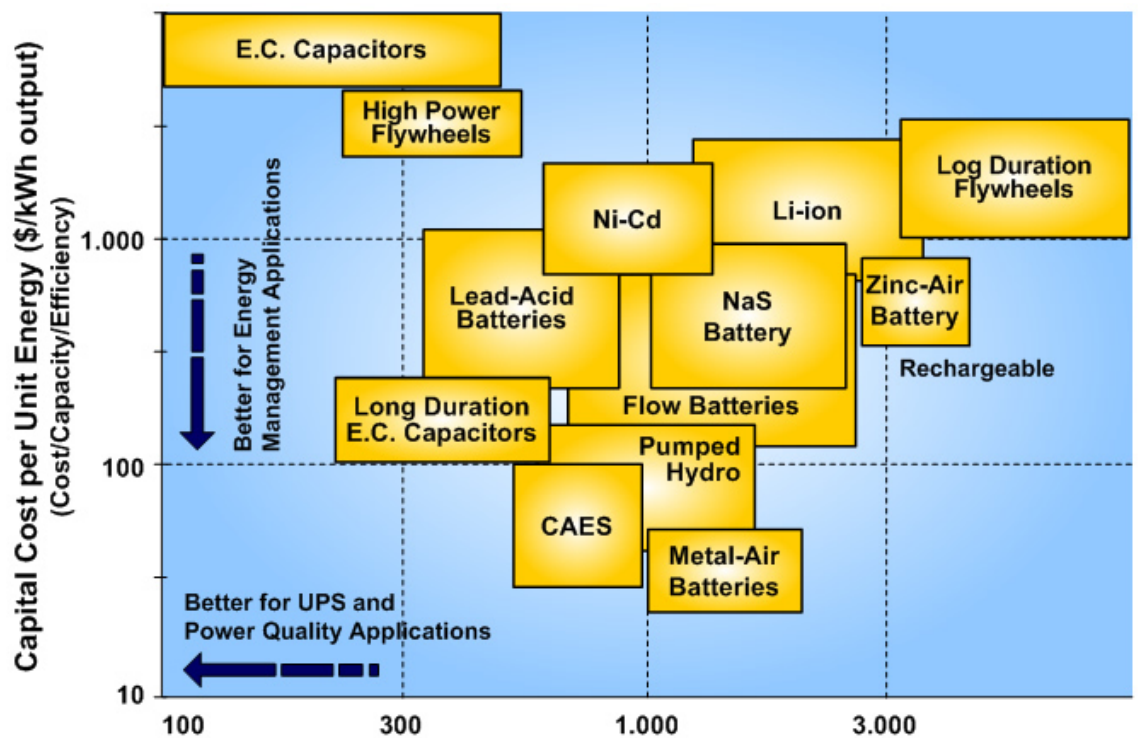 Capital Cost per Unit Energy ($/kWh output)
(Cost/Capacity/Efficiency)
E.C. Capacitors
High Power
Flywheels
Log Duration
Flywheels
Li-ion
Ni-Cd
1.000
Better for Energy
Management Applications
Lead-Acid
Batteries
NaS
Battery
Zinc-Air
Battery
Rechargeable
Long Duration
E.C. Capacitors
Flow Batteries
Pumped
Hydro
100
CAES
Metal-Air
Batteries
Better for UPS and
Power Quality Applications
10
100
300
1.000
3.000